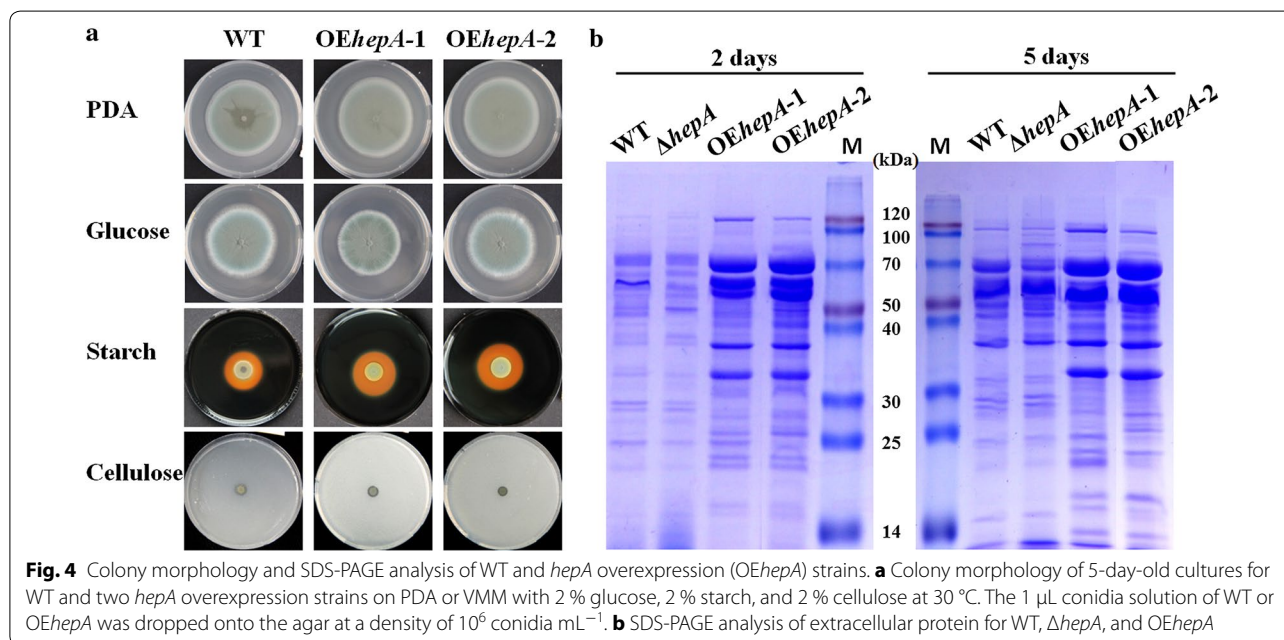 a
WT OEhepA-1 OEhepA-2
PDA
Glucose
Starch
Cellulose
b
2 days 5 days
WT ΔhepA OEhepA-1 OEhepA-2 M (kDa) M WT ΔhepA OEhepA-1 OEhepA-2
120
100
70
50
40
30
25
14
Fig. 4 Colony morphology and SDS-PAGE analysis of WT and hepA overexpression (OEhepA) strains. a Colony morphology of 5-day-old cultures for
WT and two hepA overexpression strains on PDA or VMM with 2 % glucose, 2 % starch, and 2 % cellulose at 30 °C. The 1 µL conidia solution of WT or
OEhepA was dropped onto the agar at a density of 10⁶ conidia mL⁻¹. b SDS-PAGE analysis of extracellular protein for WT, ΔhepA, and OEhepA